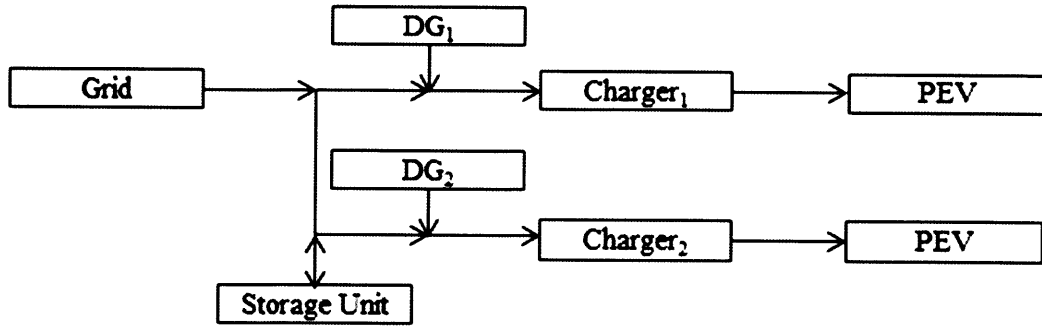 DG₁
Grid
Charger₁
PEV
DG₂
Charger₂
PEV
Storage Unit